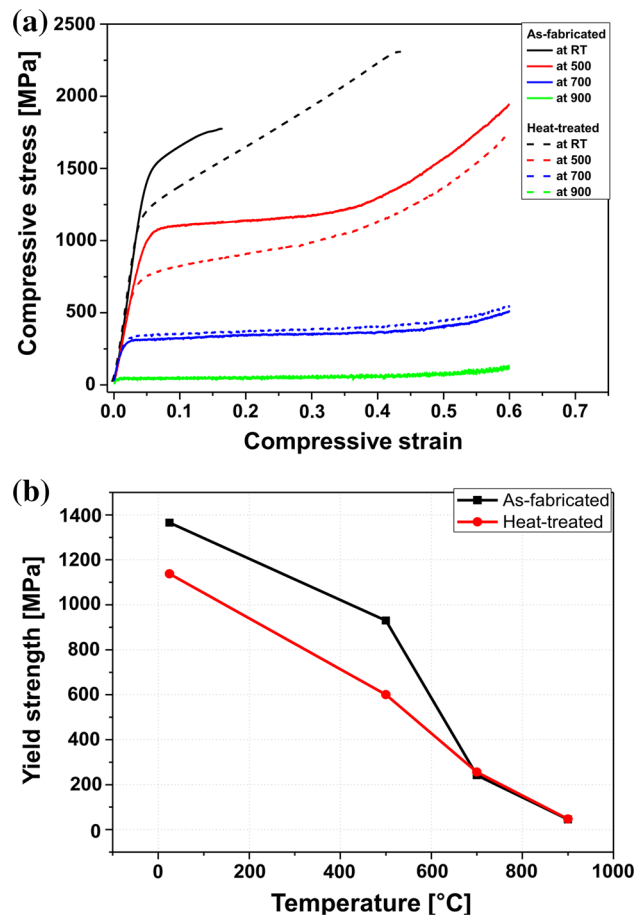 (a)
2500
2000
1500
1000
500
0
Compressive stress [MPa]
0.0 0.1 0.2 0.3 0.4 0.5 0.6 0.7
Compressive strain
As-fabricated
at RT
at 500
at 700
at 900
Heat-treated
at RT
at 500
at 700
at 900
(b)
1400
1200
1000
800
600
400
200
0
Yield strength [MPa]
0 200 400 600 800 1000
Temperature [°C]
As-fabricated
Heat-treated